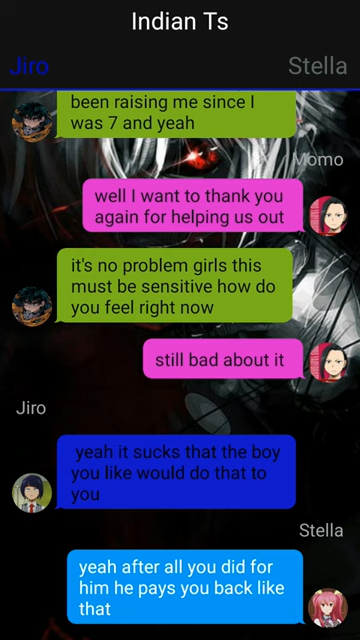 Indian Ts
Jiro
Stella
been raising me since I
was 7 and yeah
Momo
well I want to thank you
again for helping us out
it's no problem girls this
must be sensitive how do
you feel right now
still bad about it
Jiro
yeah it sucks that the boy
you like would do that to
you
Stella
yeah after all you did for
him he pays you back like
that